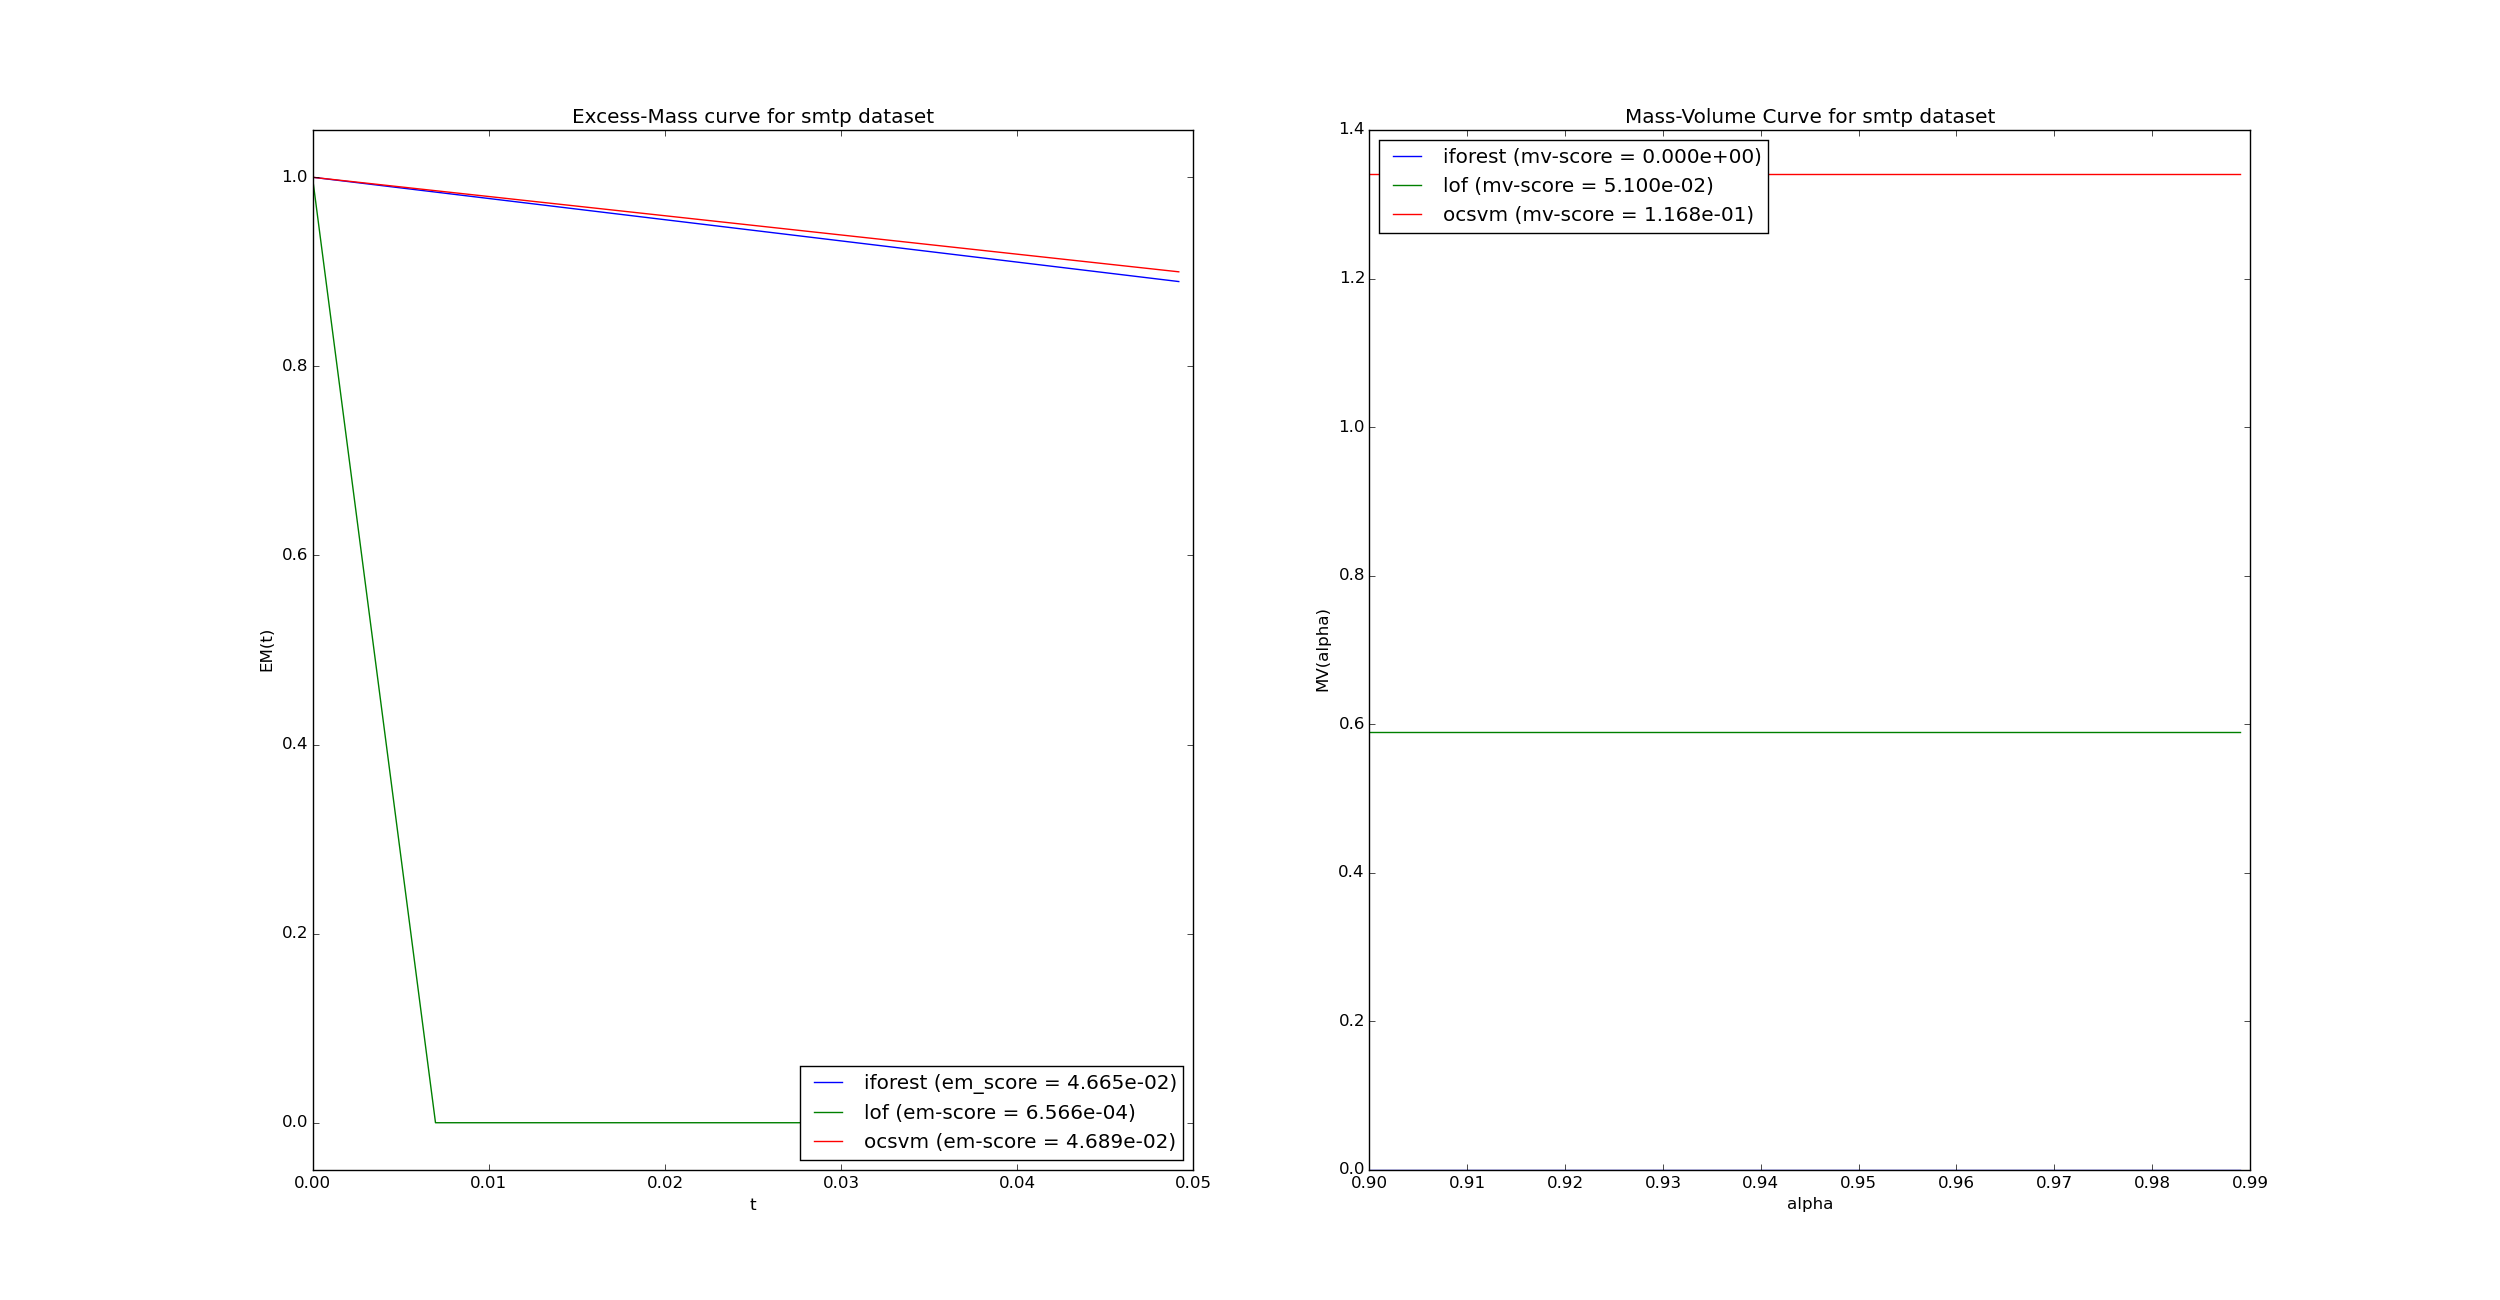 Excess-Mass curve for smtp dataset
1.0
0.8
0.6
0.4
0.2
0.0
EM(t)
0.00 0.01 0.02 0.03 0.04 0.05
t
iforest (em_score = 4.665e-02)
lof (em-score = 6.566e-04)
ocsvm (em-score = 4.689e-02)
Mass-Volume Curve for smtp dataset
1.4
1.2
1.0
0.8
0.6
0.4
0.2
0.0
MV(alpha)
0.90 0.91 0.92 0.93 0.94 0.95 0.96 0.97 0.98 0.99
alpha
iforest (mv-score = 0.000e+00)
lof (mv-score = 5.100e-02)
ocsvm (mv-score = 1.168e-01)